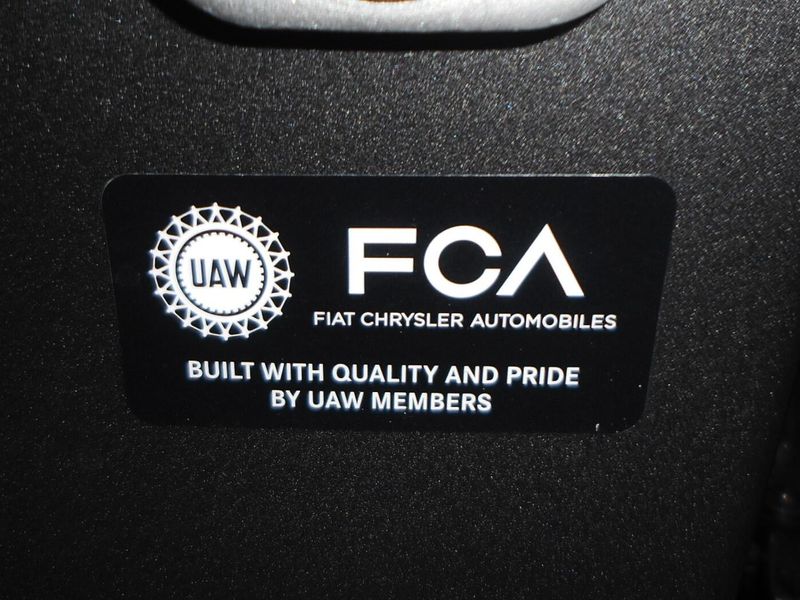 UAW
FCA
FIAT CHRYSLER AUTOMOBILES
BUILT WITH QUALITY AND PRIDE
BY UAW MEMBERS